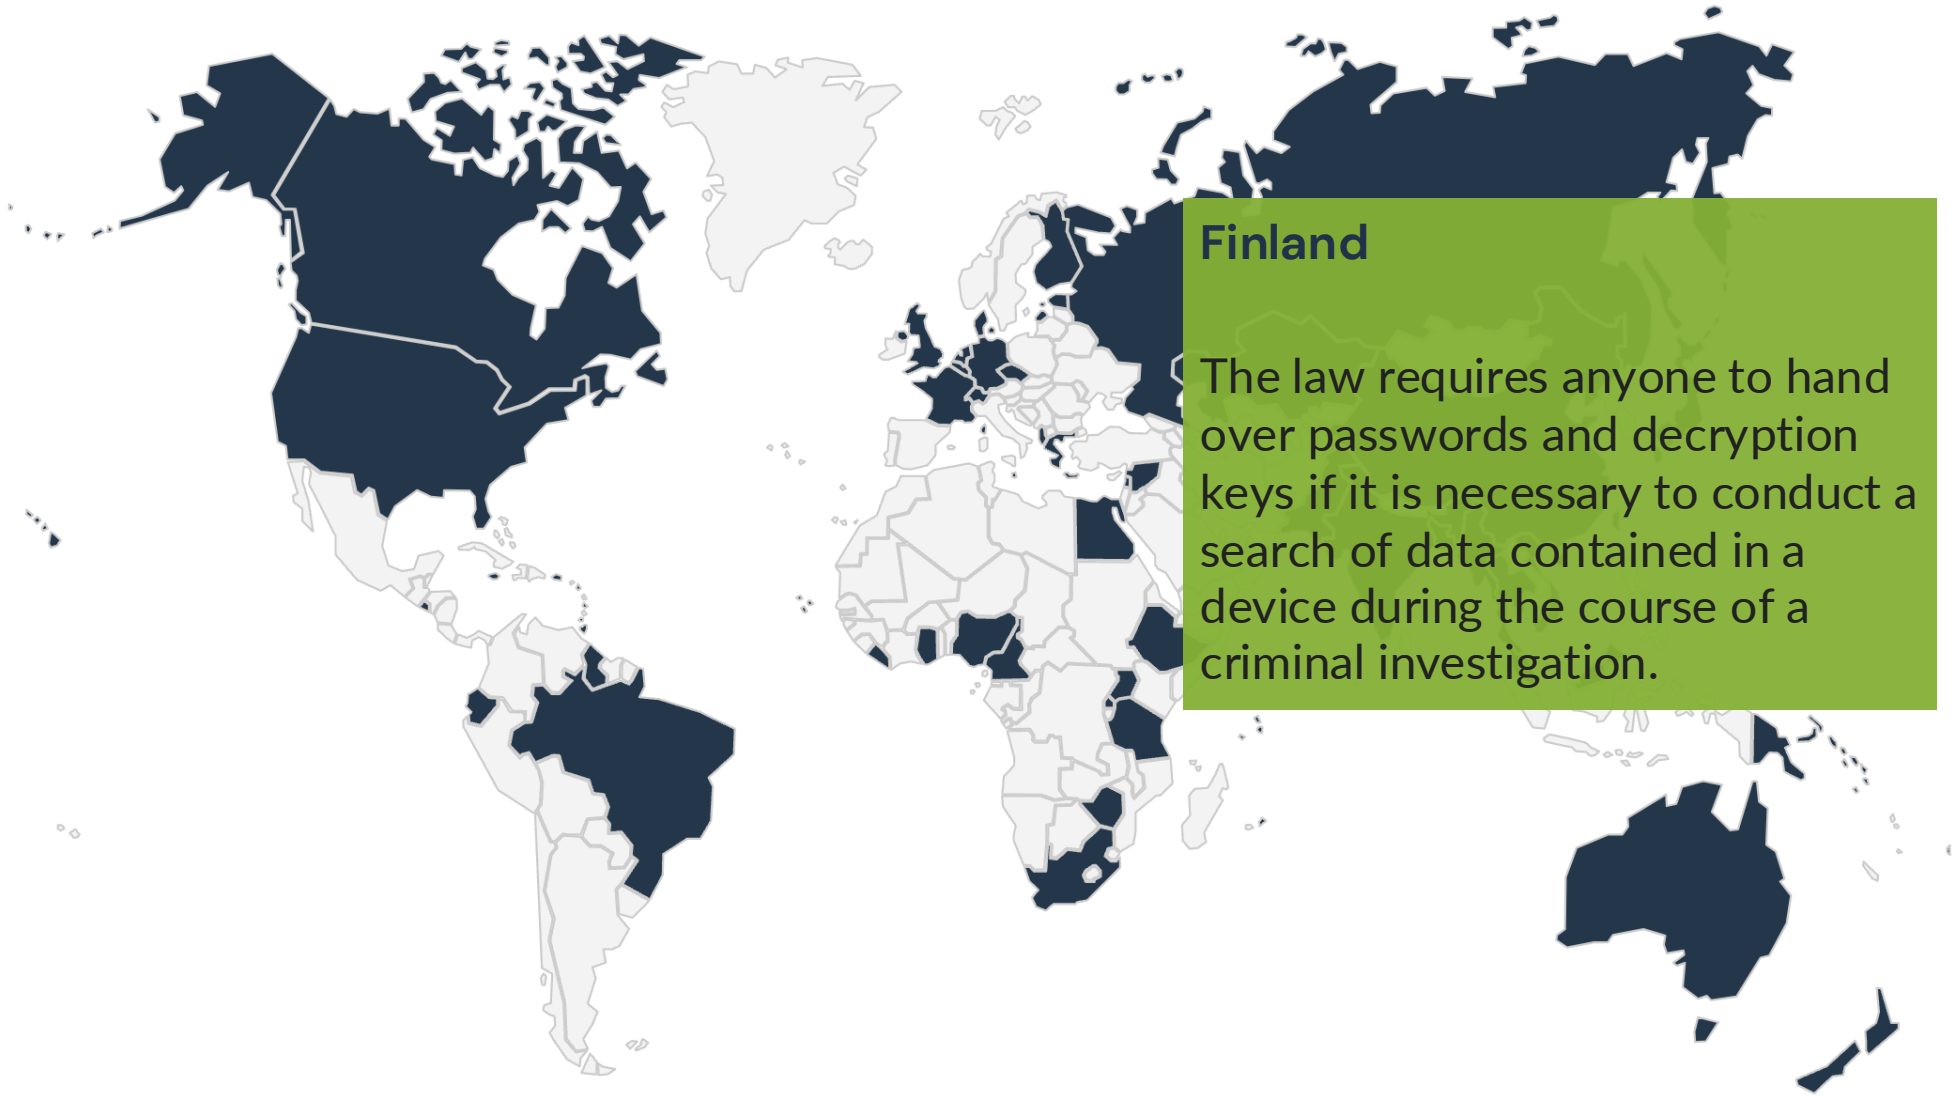 Finland
The law requires anyone to hand
over passwords and decryption
keys if it is necessary to conduct a
search of data contained in a
device during the course of a
criminal investigation.